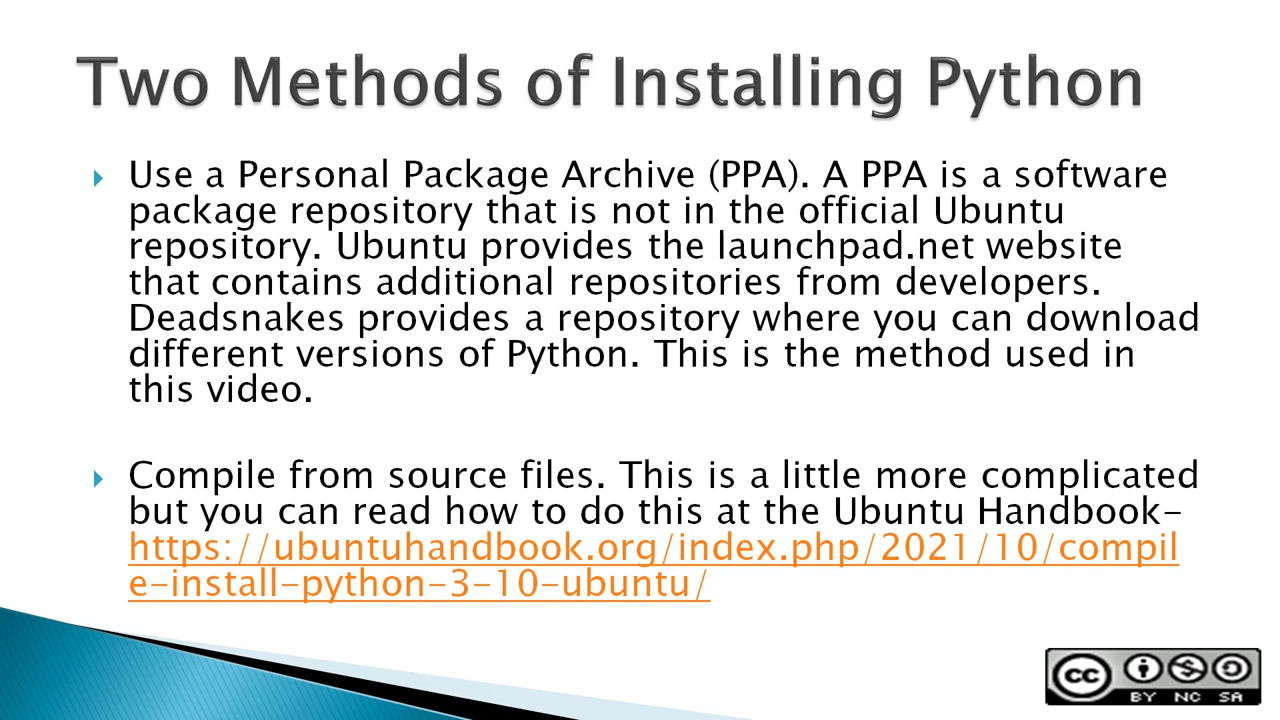 Two Methods of Installing Python
Use a Personal Package Archive (PPA). A PPA is a software
package repository that is not in the official Ubuntu
repository. Ubuntu provides the launchpad.net website
that contains additional repositories from developers.
Deadsnakes provides a repository where you can download
different versions of Python. This is the method used in
this video.
Compile from source files. This is a little more complicated
but you can read how to do this at the Ubuntu Handbook-
https://ubuntuhandbook.org/index.php/2021/10/compil
e-install-python-3-10-ubuntu/
cc
BY NC SA